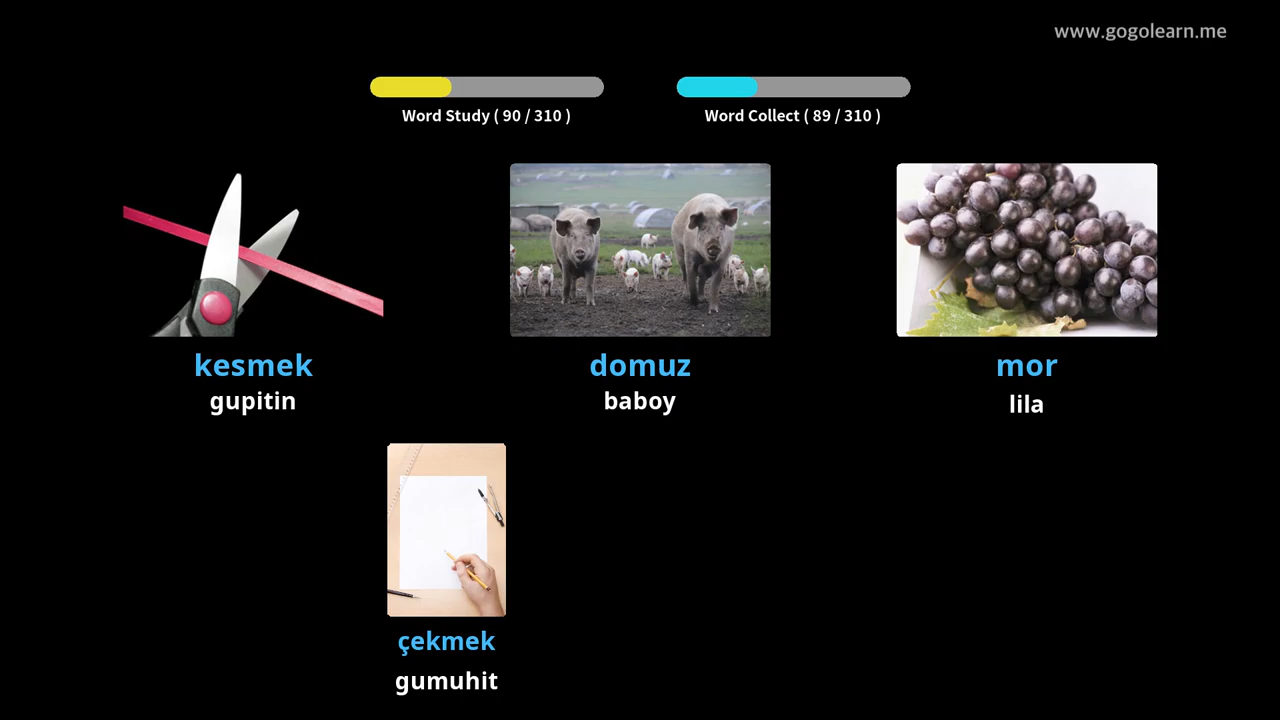 www.gogolearn.me
Word Study ( 90 / 310 )
Word Collect ( 89 / 310 )
kesmek
gupitin
domuz
baboy
mor
lila
çekmek
gumuhit